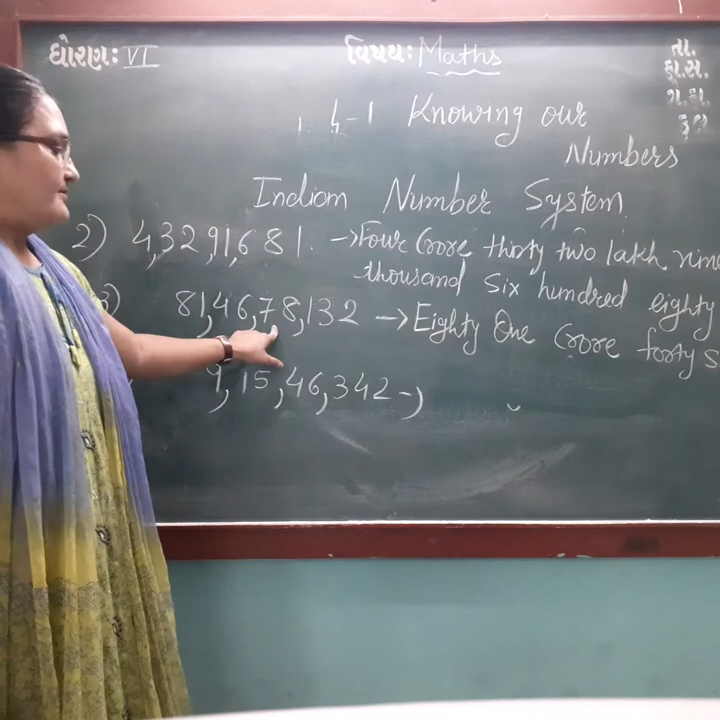 ધોરણ: VI
વિષય: Maths
તા.
હા.સ.
ગ.હા.
કુલ
4-1 Knowing our
Numbers
Indian Number System
2) 4,32,91,681. → Four Crore thirty two lakh nine
thousand Six hundred eighty
3) 81,46,78,132 → Eighty One Crore forty s
9,15,46,342 →